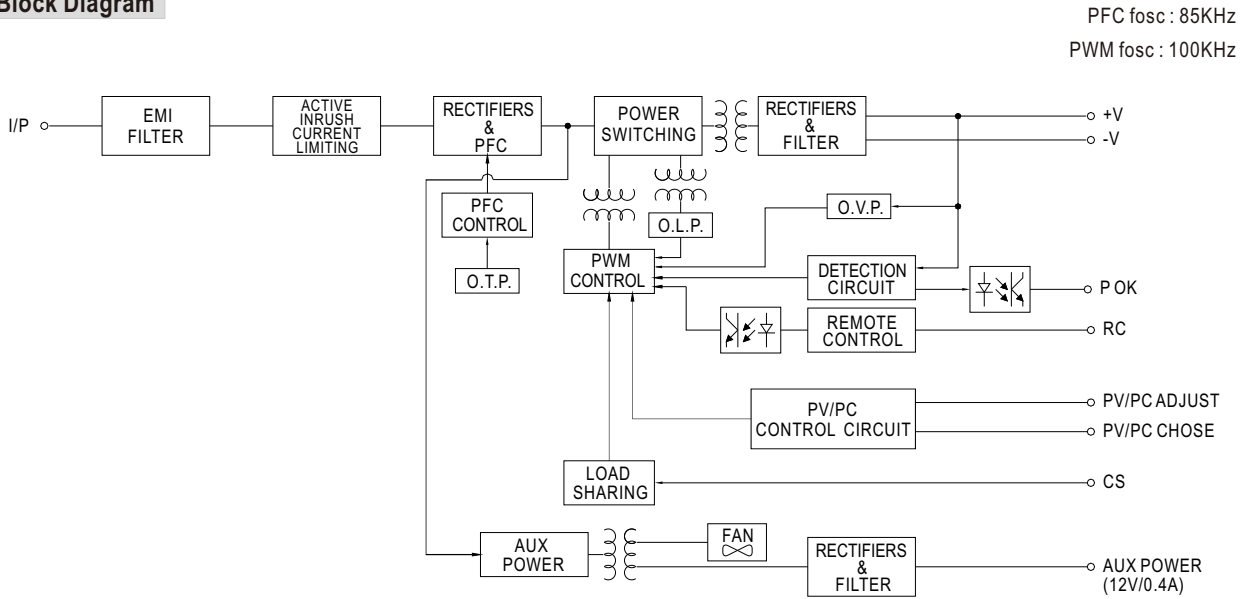 Block Diagram
PFC fosc : 85KHz
PWM fosc : 100KHz
I/P
EMI
FILTER
ACTIVE
INRUSH
CURRENT
LIMITING
RECTIFIERS
&
PFC
POWER
SWITCHING
RECTIFIERS
&
FILTER
+V
-V
PFC
CONTROL
O.T.P.
O.L.P.
O.V.P.
PWM
CONTROL
DETECTION
CIRCUIT
P OK
REMOTE
CONTROL
RC
PV/PC
CONTROL CIRCUIT
PV/PC ADJUST
PV/PC CHOSE
LOAD
SHARING
CS
AUX
POWER
FAN
RECTIFIERS
&
FILTER
AUX POWER
(12V/0.4A)